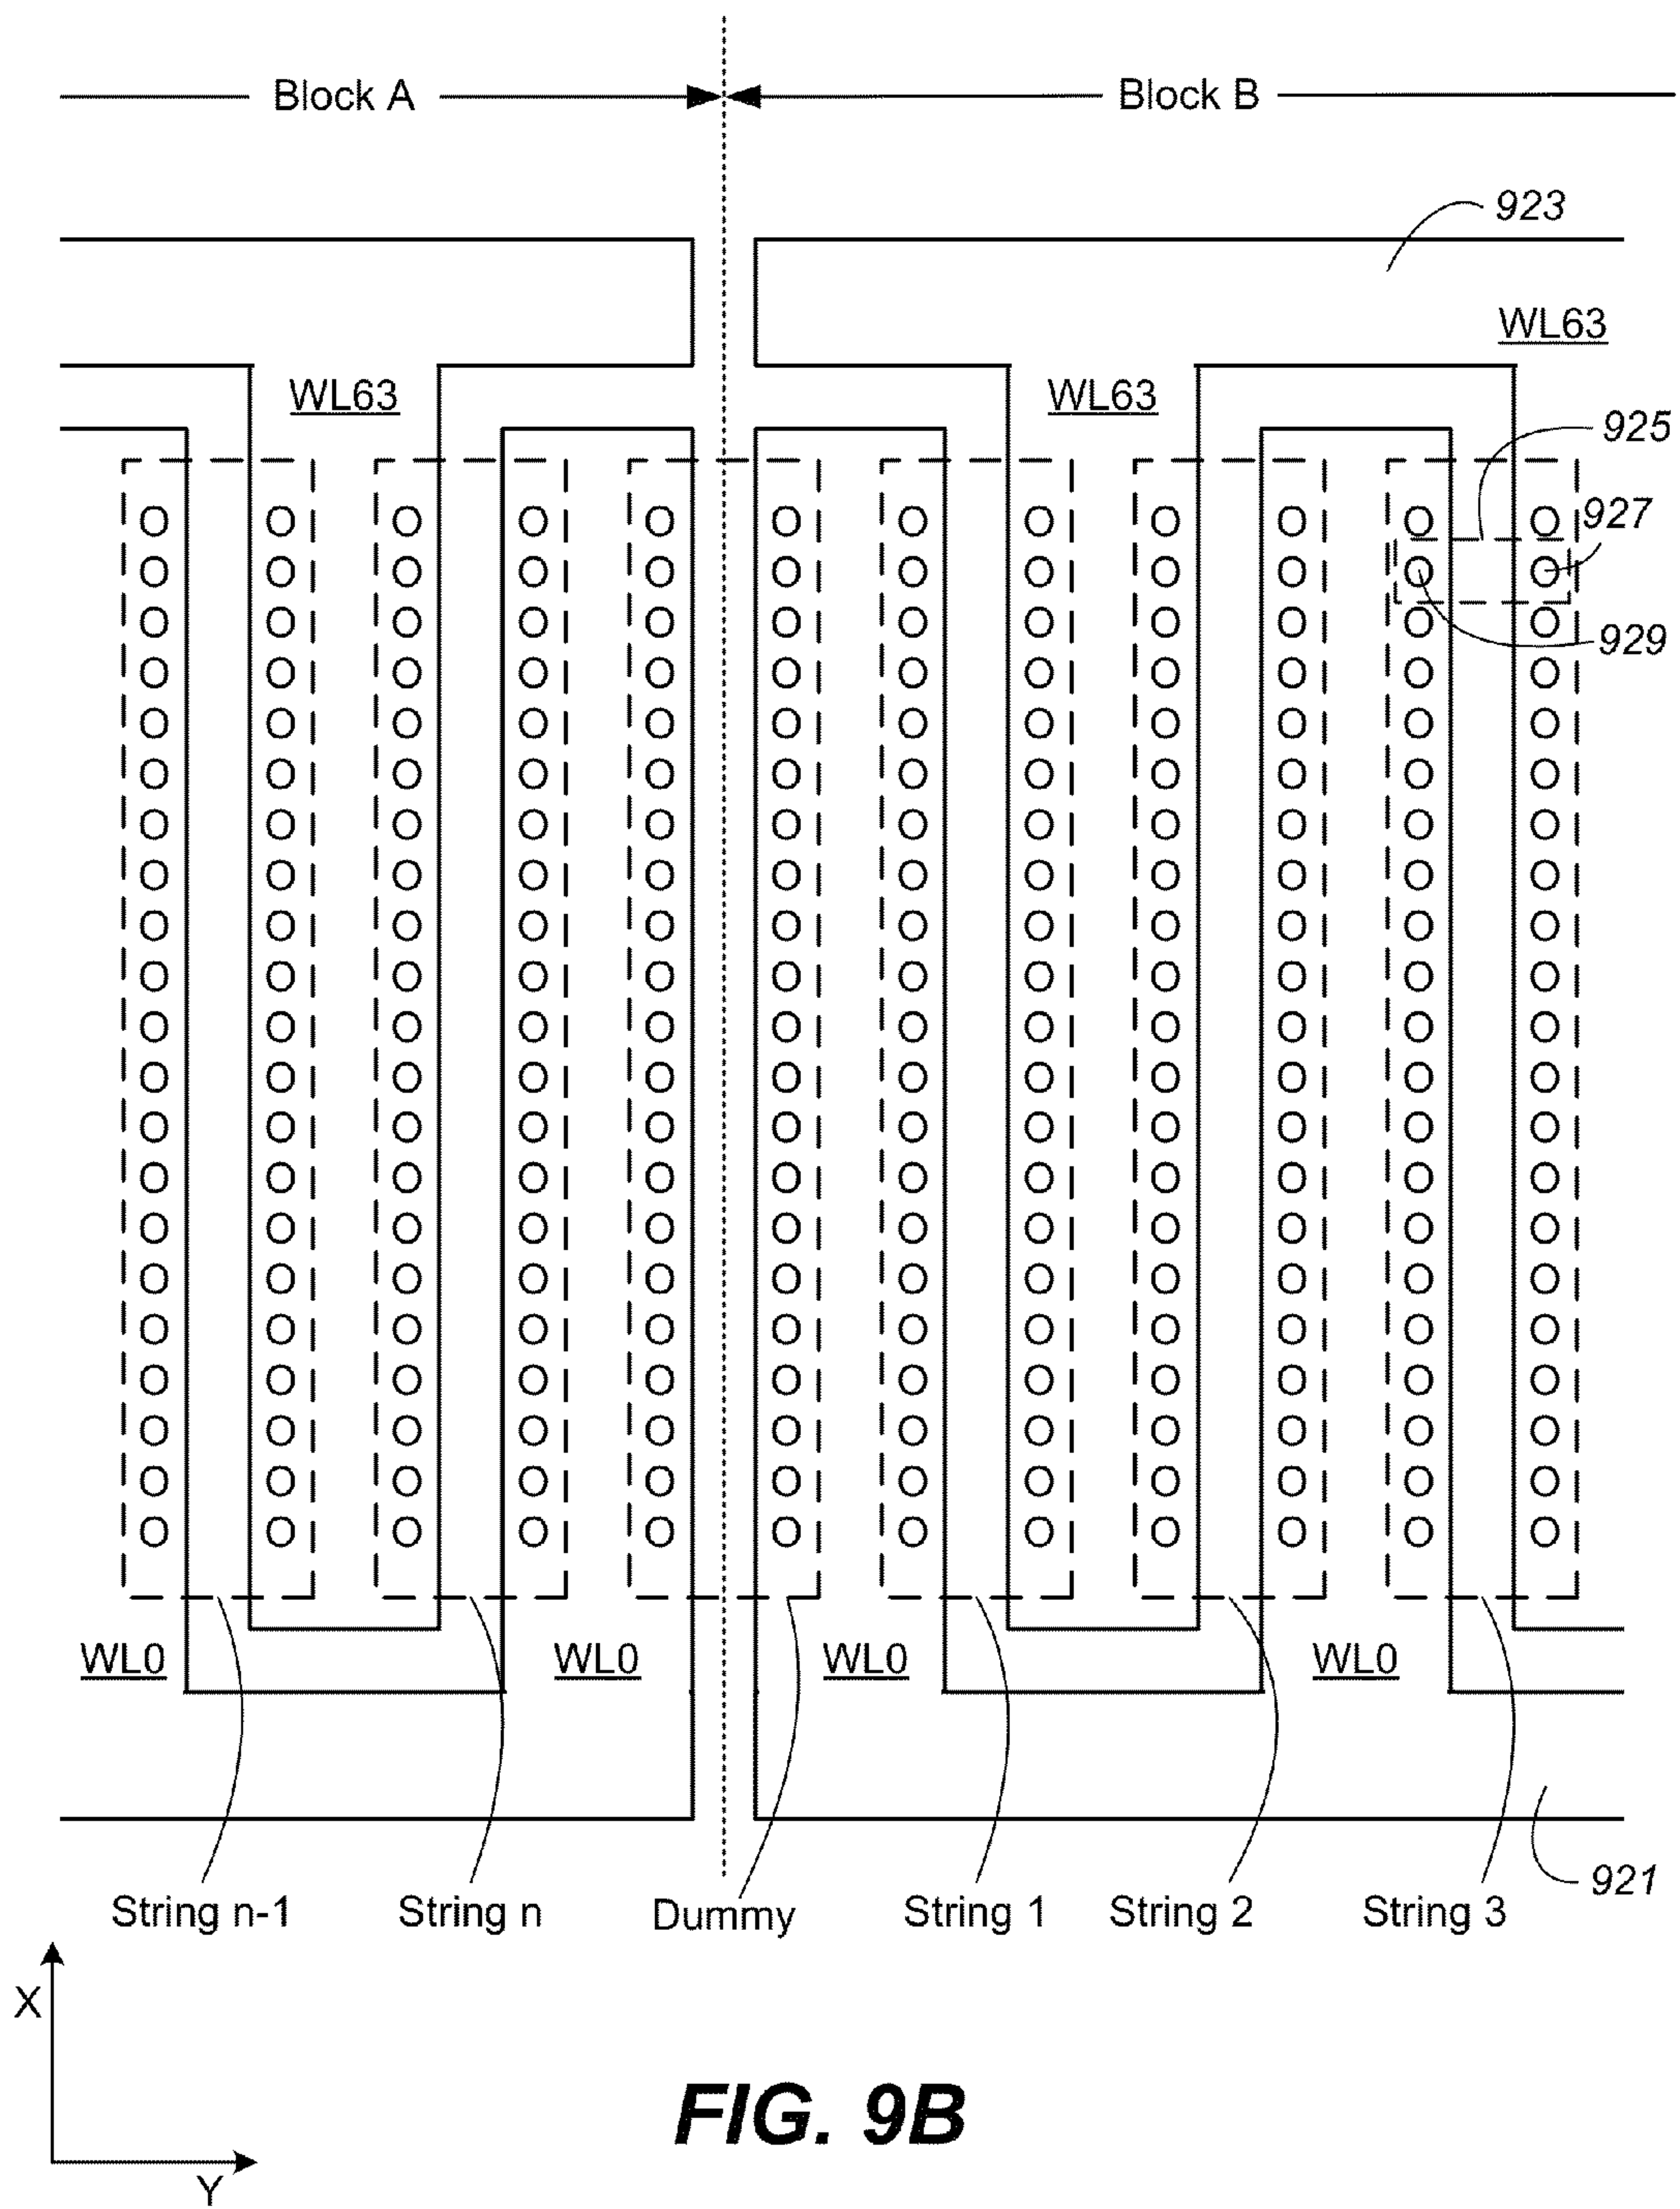 Block A
Block B
923
WL63
WL63
WL63
925
927
929
WL0
WL0
WL0
WL0
921
String n-1
String n
Dummy
String 1
String 2
String 3
X
Y
FIG. 9B